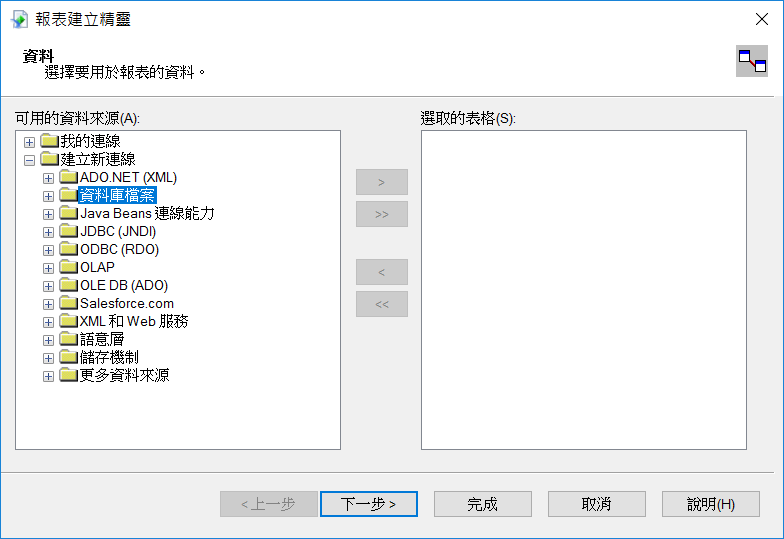 報表建立精靈
資料
選擇要用於報表的資料。
可用的資料來源(A):
選取的表格(S):
我的連線
建立新連線
ADO.NET (XML)
資料庫檔案
Java Beans 連線能力
JDBC (JNDI)
ODBC (RDO)
OLAP
OLE DB (ADO)
Salesforce.com
XML 和 Web 服務
語意層
儲存機制
更多資料來源
>
>>
<
<<
< 上一步
下一步 >
完成
取消
說明(H)